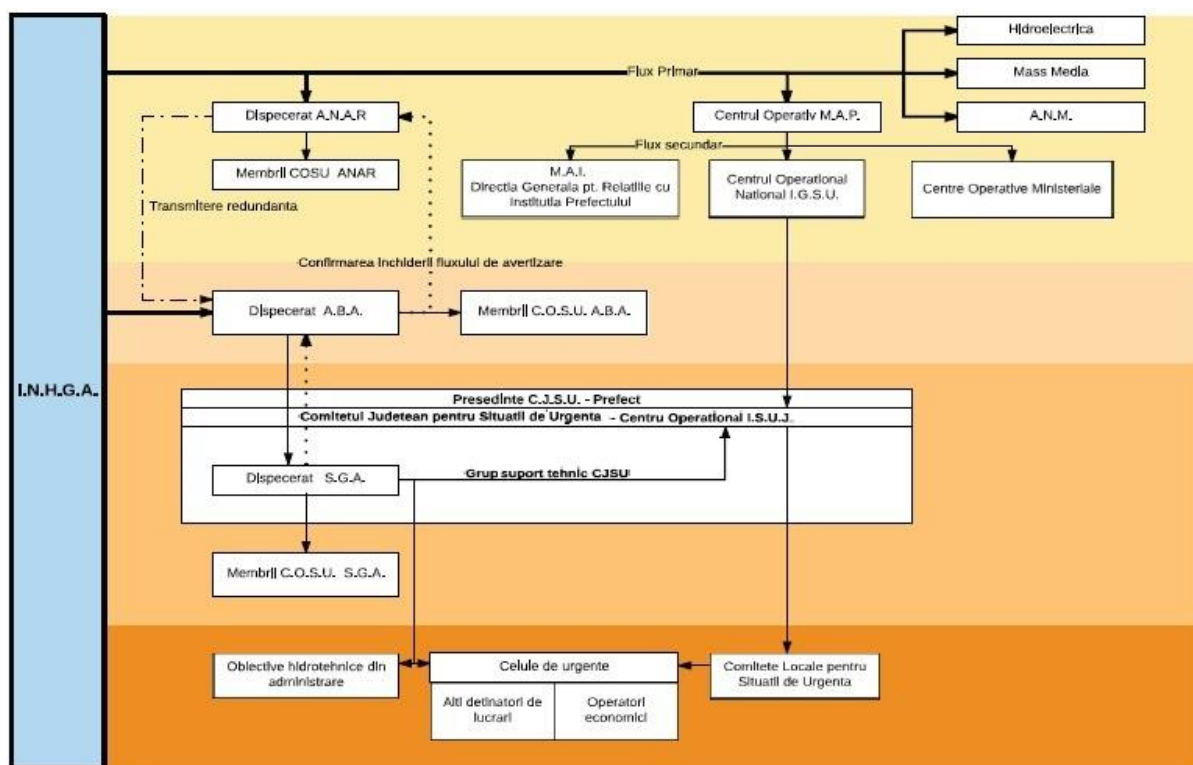 Hidroelectrica
Flux Primar
Mass Media
Dispecerat A.N.A.R
Centrul Operativ M.A.P.
A.N.M.
Flux secundar
Membrii COSU ANAR
M.A.I.
Directia Generala pt. Relatiile cu
Institutia Prefectului
Centrul Operational
National I.G.S.U.
Centre Operative Ministeriale
Transmitere redundanta
Confirmarea inchiderii fluxului de avertizare
Dispecerat A.B.A.
Membrii C.O.S.U. A.B.A.
I.N.H.G.A.
Presedinte C.J.S.U. - Prefect
Comitetul Judetean pentru Situatii de Urgenta - Centru Operational I.S.U.J.
Dispecerat S.G.A.
Grup suport tehnic CJSU
Membrii C.O.S.U. S.G.A.
Obiective hidrotehnice din
administrare
Celule de urgente
Alti detinatori de
lucrari
Operatori
economici
Comitete Locale pentru
Situatii de Urgenta